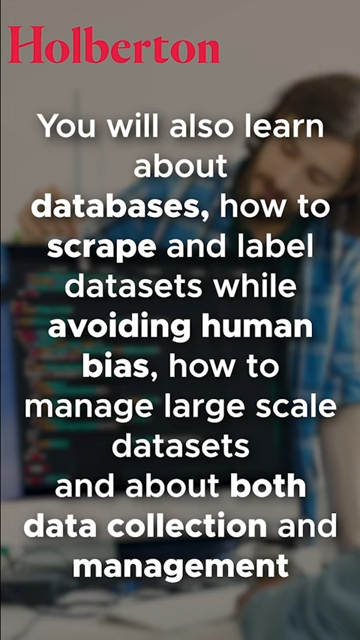 Holberton
You will also learn
about
databases, how to
scrape and label
datasets while
avoiding human
bias, how to
manage large scale
datasets
and about both
data collection and
management